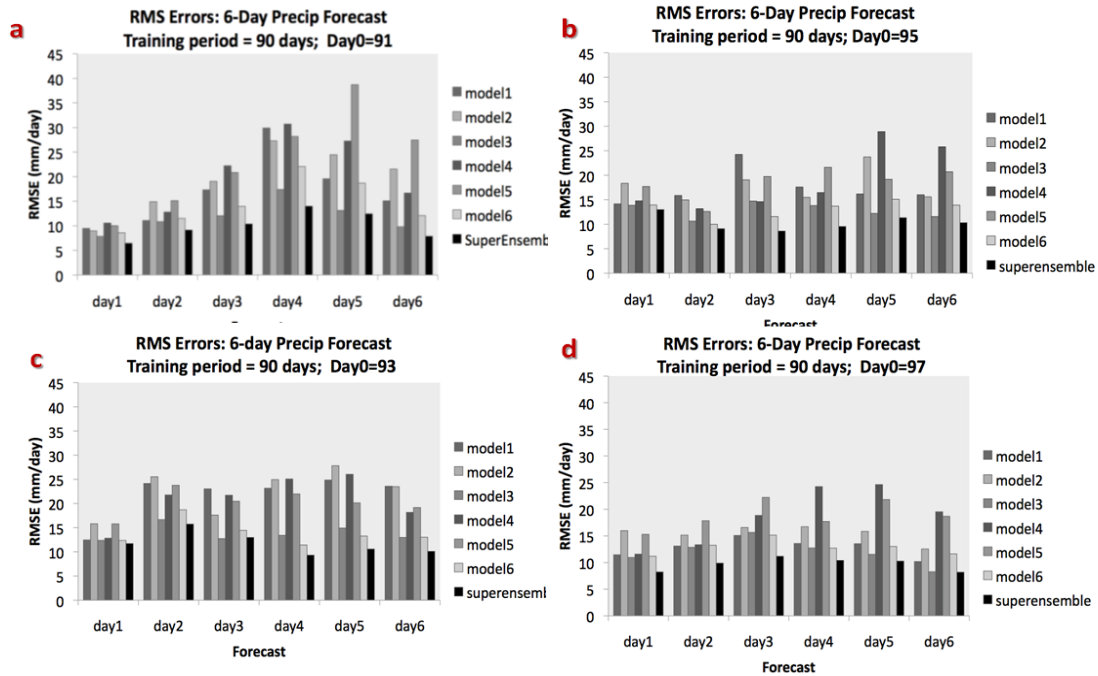 a
RMS Errors: 6-Day Precip Forecast
Training period = 90 days; Day0=91
RMSE (mm/day)
45
40
35
30
25
20
15
10
5
0
day1 day2 day3 day4 day5 day6
model1
model2
model3
model4
model5
model6
SuperEnsemb
b
RMS Errors: 6-Day Precip Forecast
Training period = 90 days; Day0=95
RMSE (mm/day)
45
40
35
30
25
20
15
10
5
0
day1 day2 day3 day4 day5 day6
Forecast
model1
model2
model3
model4
model5
model6
superensemble
c
RMS Errors: 6-day Precip Forecast
Training period = 90 days; Day0=93
RMSE (mm/day)
45
40
35
30
25
20
15
10
5
0
day1 day2 day3 day4 day5 day6
Forecast
model1
model2
model3
model4
model5
model6
superensembl
d
RMS Errors: 6-Day Precip Forecast
Training period = 90 days; Day0=97
RMSE (mm/day)
45
40
35
30
25
20
15
10
5
0
day1 day2 day3 day4 day5 day6
Forecast
model1
model2
model3
model4
model5
model6
superensemble